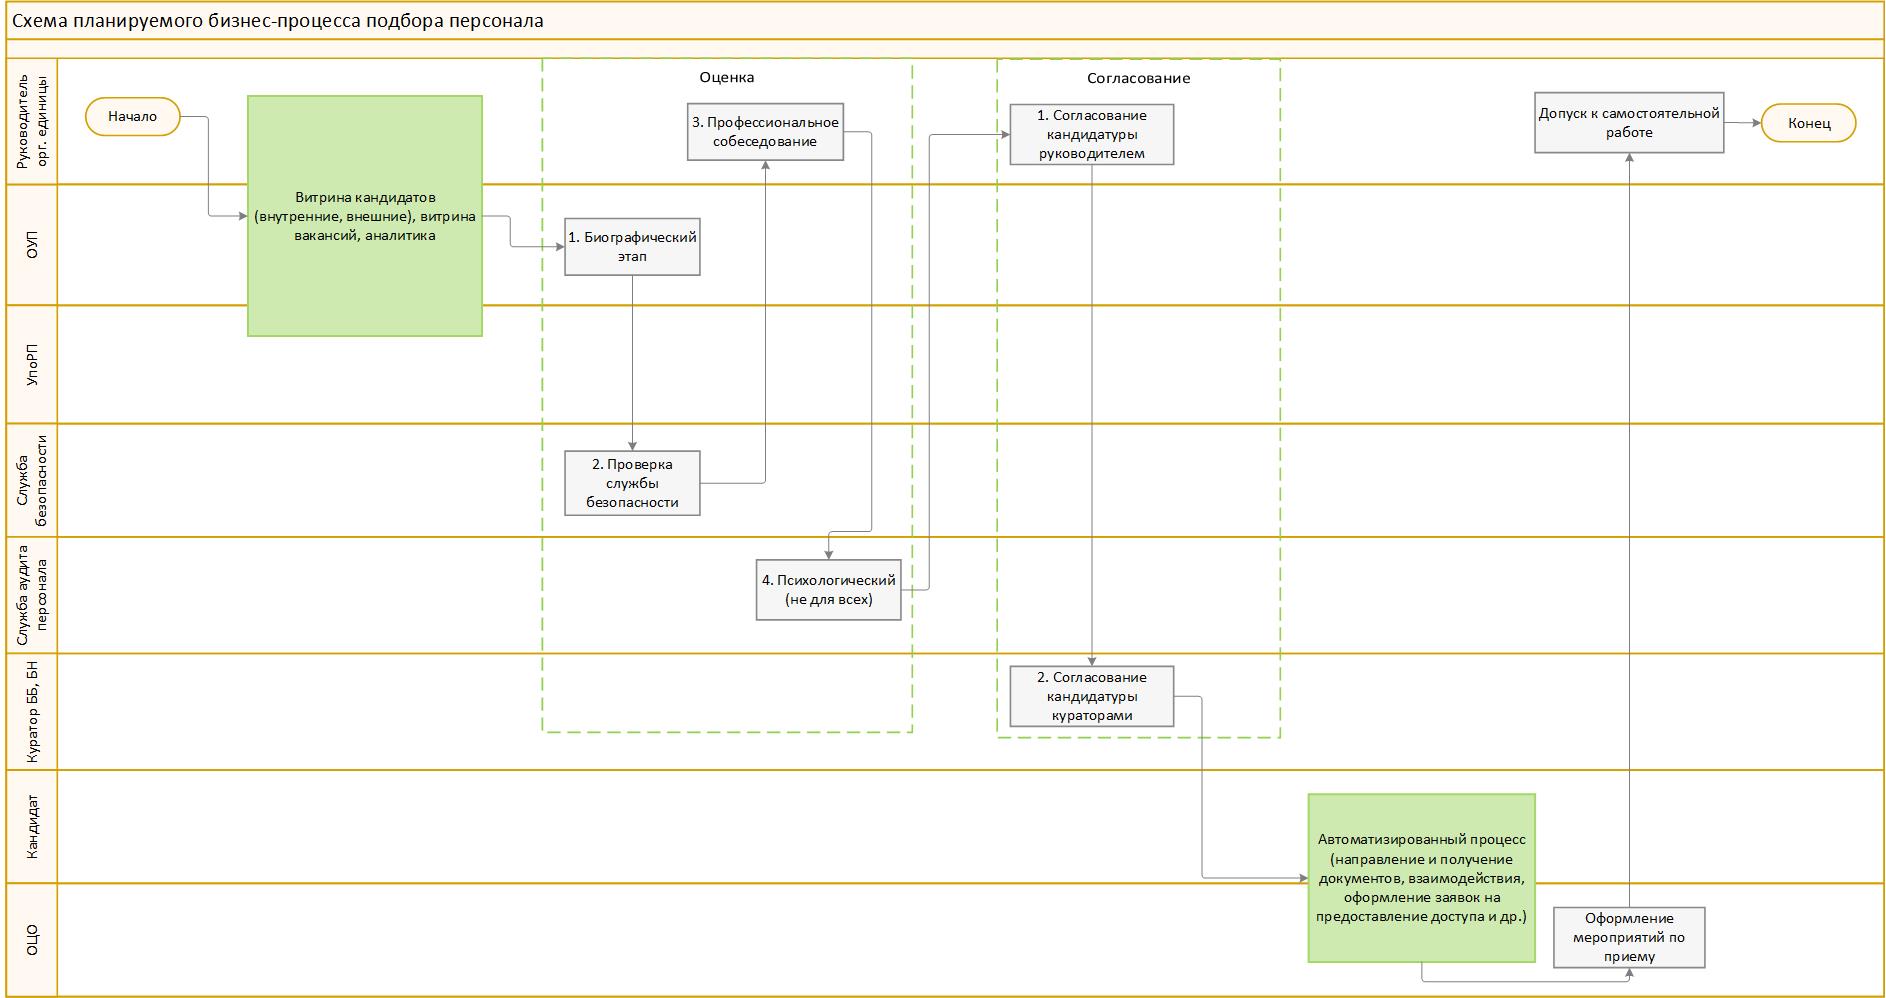 Схема планируемого бизнес-процесса подбора персонала
Руководитель
орг. единицы
ОУП
УпоРП
Служба
безопасности
Служба аудита
персонала
Куратор ББ, БН
Кандидат
ОЦО
Начало
Витрина кандидатов
(внутренние, внешние), витрина
вакансий, аналитика
Оценка
1. Биографический
этап
2. Проверка
службы
безопасности
3. Профессиональное
собеседование
4. Психологический
(не для всех)
Согласование
1. Согласование
кандидатуры
руководителем
2. Согласование
кандидатуры
кураторами
Автоматизированный процесс
(направление и получение
документов, взаимодействия,
оформление заявок на
предоставление доступа и др.)
Оформление
мероприятий по
приему
Допуск к самостоятельной
работе
Конец